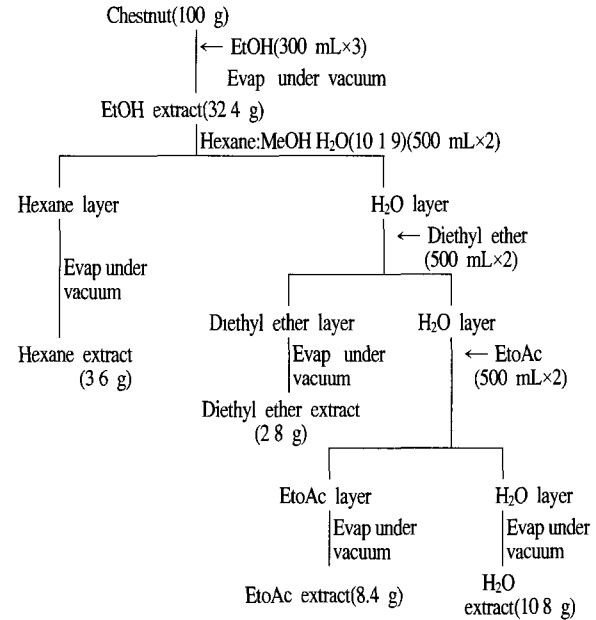 Chestnut(100 g)
← EtOH(300 mL×3)
Evap under vacuum
EtOH extract(32 4 g)
Hexane:MeOH H₂O(10 1 9)(500 mL×2)
Hexane layer
H₂O layer
← Diethyl ether
(500 mL×2)
Evap under
vacuum
Diethyl ether layer
H₂O layer
Hexane extract
(3 6 g)
Evap under
vacuum
← EtoAc
(500 mL×2)
Diethyl ether extract
(2 8 g)
EtoAc layer
H₂O layer
Evap under
vacuum
Evap under
vacuum
EtoAc extract(8.4 g)
H₂O
extract(10 8 g)